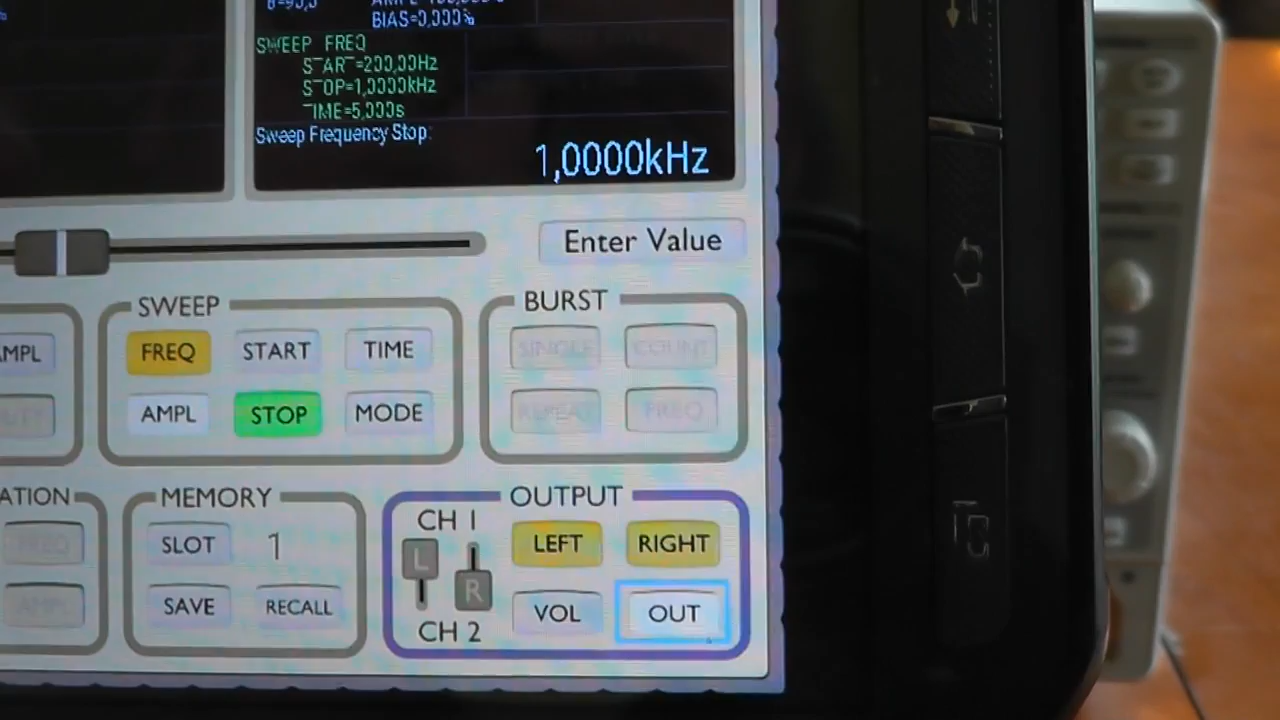 BIAS=0,000%
SWEEP FREQ
START=200,00Hz
STOP=1,0000kHz
TIME=5,000s
Sweep Frequency Stop:
1,0000kHz
Enter Value
SWEEP
BURST
MPL
FREQ
START
TIME
SINGLE
COUNT
AMPL
STOP
MODE
REPEAT
FREQ
ATION
MEMORY
OUTPUT
FREQ
SLOT
1
CH 1
LEFT
RIGHT
L
R
AMPL
SAVE
RECALL
CH 2
VOL
OUT